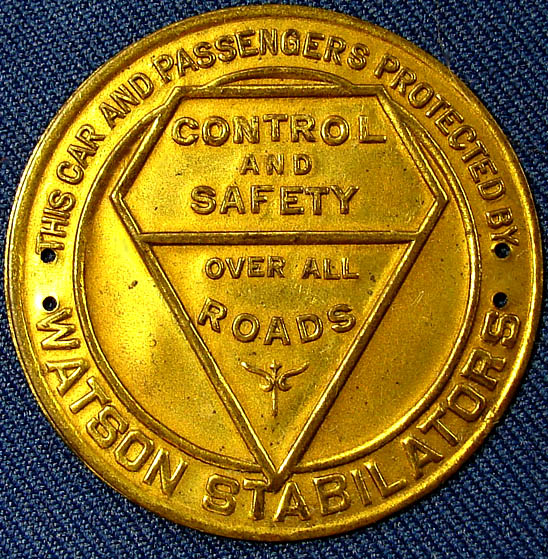 THIS CAR AND PASSENGERS PROTECTED BY
CONTROL
AND
SAFETY
OVER ALL
ROADS
WATSON STABILATORS